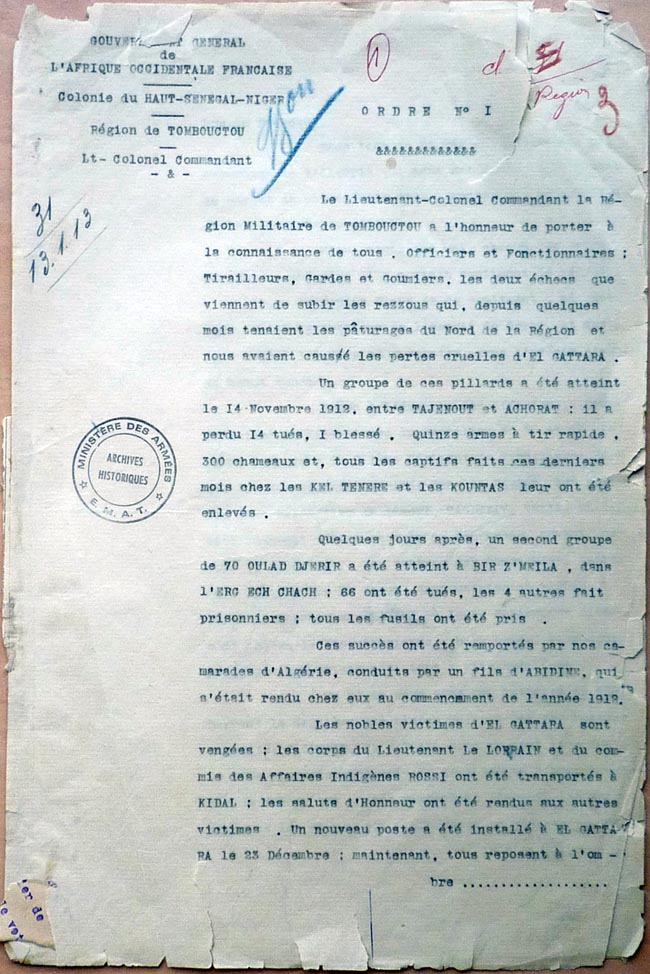 GOUVER ENT GENERAL
de
L'AFRIQUE OCCIDENTALE FRANCAISE
Colonie du HAUT-SENEGAL-NIGER
Région de TOMBOUCTOU
Lt- Colonel Commandant
- & -
1
Region
3
ORDRE N° I
&&&&&&&&&&&&&
31
13.1.13
Le Lieutenant-Colonel Commandant la Ré-
gion Militaire de TOMBOUCTOU a l'honneur de porter à
la connaissance de tous . Officiers et Fonctionnaires ;
Tirailleurs, Gardes et Goumiers, les deux échecs que
viennent de subir les rezzous qui, depuis quelques
mois tenaient les pâturages du Nord de la Région et
nous avaient causé les pertes cruelles d'El GATTARA .
Un groupe de ces pillards a été atteint
le I4 Novembre 1912, entre TAJENOUT et ACHORAT : il a
perdu I4 tués, I blessé . Quinze armes à tir rapide ,
300 chameaux et, tous les captifs faits ces derniers
mois chez les KEL TENERE et les KOUNTAS leur ont été
enlevés .
Quelques jours après, un second groupe
de 70 OULAD DJERIR a été atteint à BIR Z'MEILA , dans
l'ERG ECH CHACH ; 66 ont été tués, les 4 autres fait
prisonniers ; tous les fusils ont été pris .
Ces succès ont été remportés par nos ca-
marades d'Algérie, conduits par un fils d'ABIDINE, qui
s'était rendu chez eux au commencement de l'année 1912.
Les nobles victimes d'EL GATTARA sont
vengées ; les corps du Lieutenant Le LORRAIN et du com-
mis des Affaires Indigènes ROSSI ont été transportés à
KIDAL ; les saluts d'Honneur ont été rendus aux autres
victimes . Un nouveau poste a été installé à EL GATTA
RA le 23 Décembre ; maintenant, tous reposent à l'om -
bre ..................
MINISTÈRE DES ARMÉES
ARCHIVES
HISTORIQUES
E.M.A.T.
er de